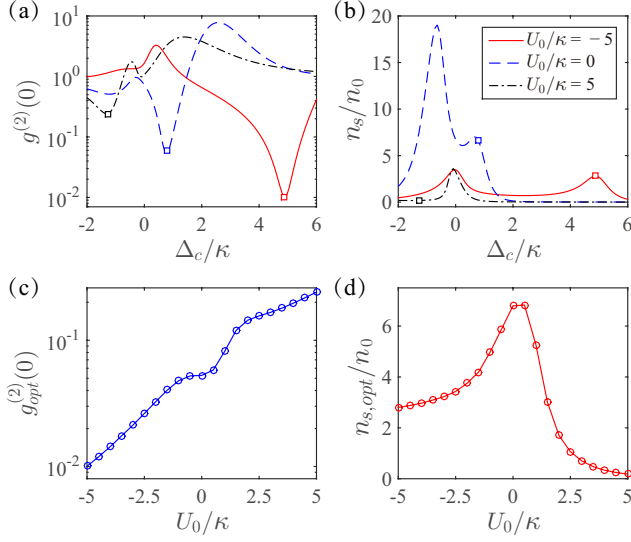 (a)
g^(2)(0)
10^1
10^0
10^-1
10^-2
-2 0 2 4 6
Δ_c/κ
(b)
n_s/n_0
20
15
10
5
0
U_0/κ = −5
U_0/κ = 0
U_0/κ = 5
-2 0 2 4 6
Δ_c/κ
(c)
g_opt^(2)(0)
10^-1
10^-2
-5 -2.5 0 2.5 5
U_0/κ
(d)
n_s,opt/n_0
6
4
2
0
-5 -2.5 0 2.5 5
U_0/κ